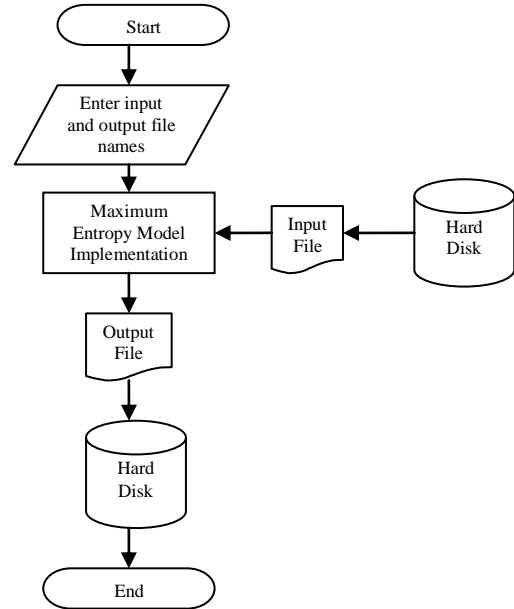 Start
Enter input
and output file
names
Maximum
Entropy Model
Implementation
Input
File
Hard
Disk
Output
File
Hard
Disk
End